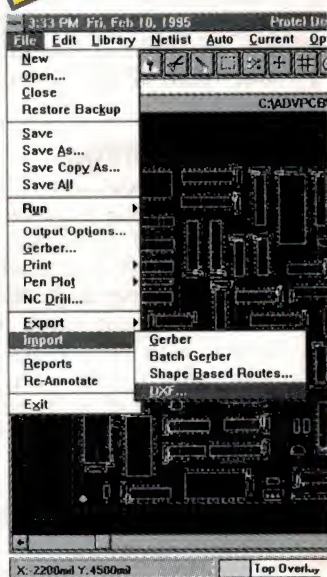 3:33 PM Fri, Feb 10, 1995 Protel De
File Edit Library Netlist Auto Current Op
C:\ADVPCB
New
Open...
Close
Restore Backup
Save
Save As...
Save Copy As...
Save All
Run
Output Options...
Gerber...
Print
Pen Plot
NC Drill...
Export
Import
Reports
Re-Annotate
Exit
Gerber
Batch Gerber
Shape Based Routes...
DXF...
X:-2200mil Y:4500mil Top Overlay